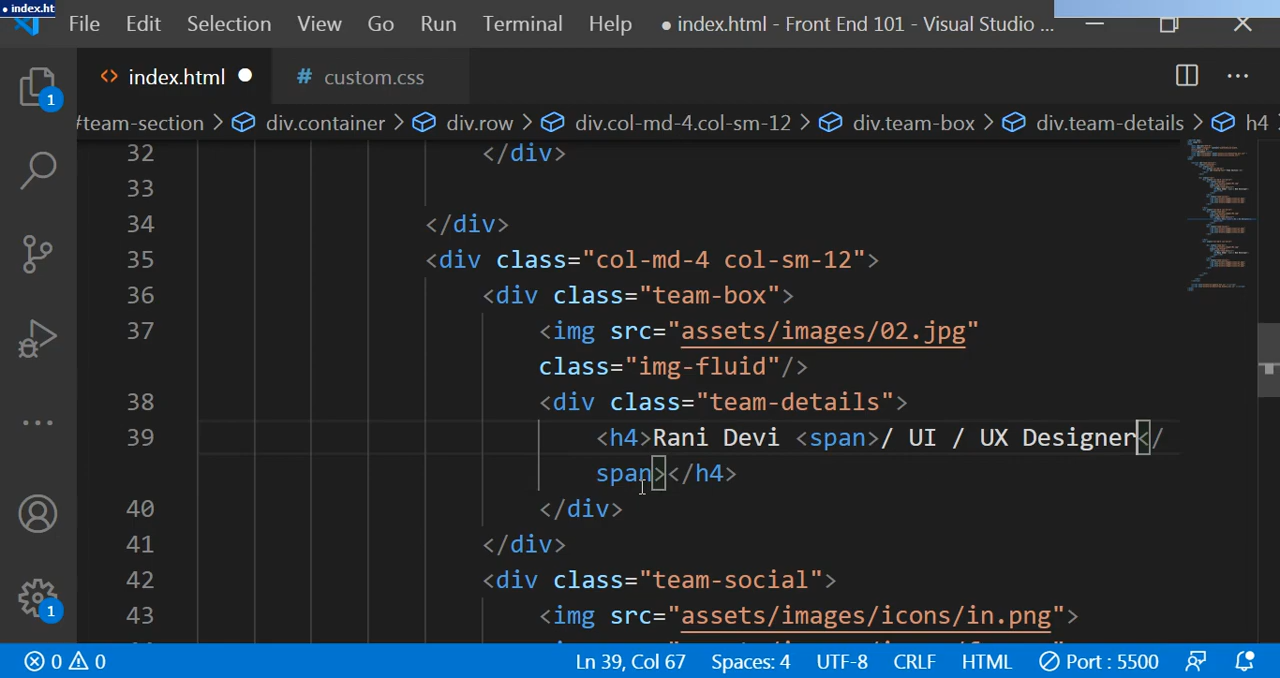 index.ht
File Edit Selection View Go Run Terminal Help ● index.html - Front End 101 - Visual Studio ...
<> index.html ● # custom.css
#team-section > div.container > div.row > div.col-md-4.col-sm-12 > div.team-box > div.team-details > h4
32 </div>
33
34 </div>
35 <div class="col-md-4 col-sm-12">
36 <div class="team-box">
37 <img src="assets/images/02.jpg"
class="img-fluid"/>
38 <div class="team-details">
39 <h4>Rani Devi <span>/ UI / UX Designer</
span></h4>
40 </div>
41 </div>
42 <div class="team-social">
43 <img src="assets/images/icons/in.png">
1
1
0 0 Ln 39, Col 67 Spaces: 4 UTF-8 CRLF HTML Port : 5500